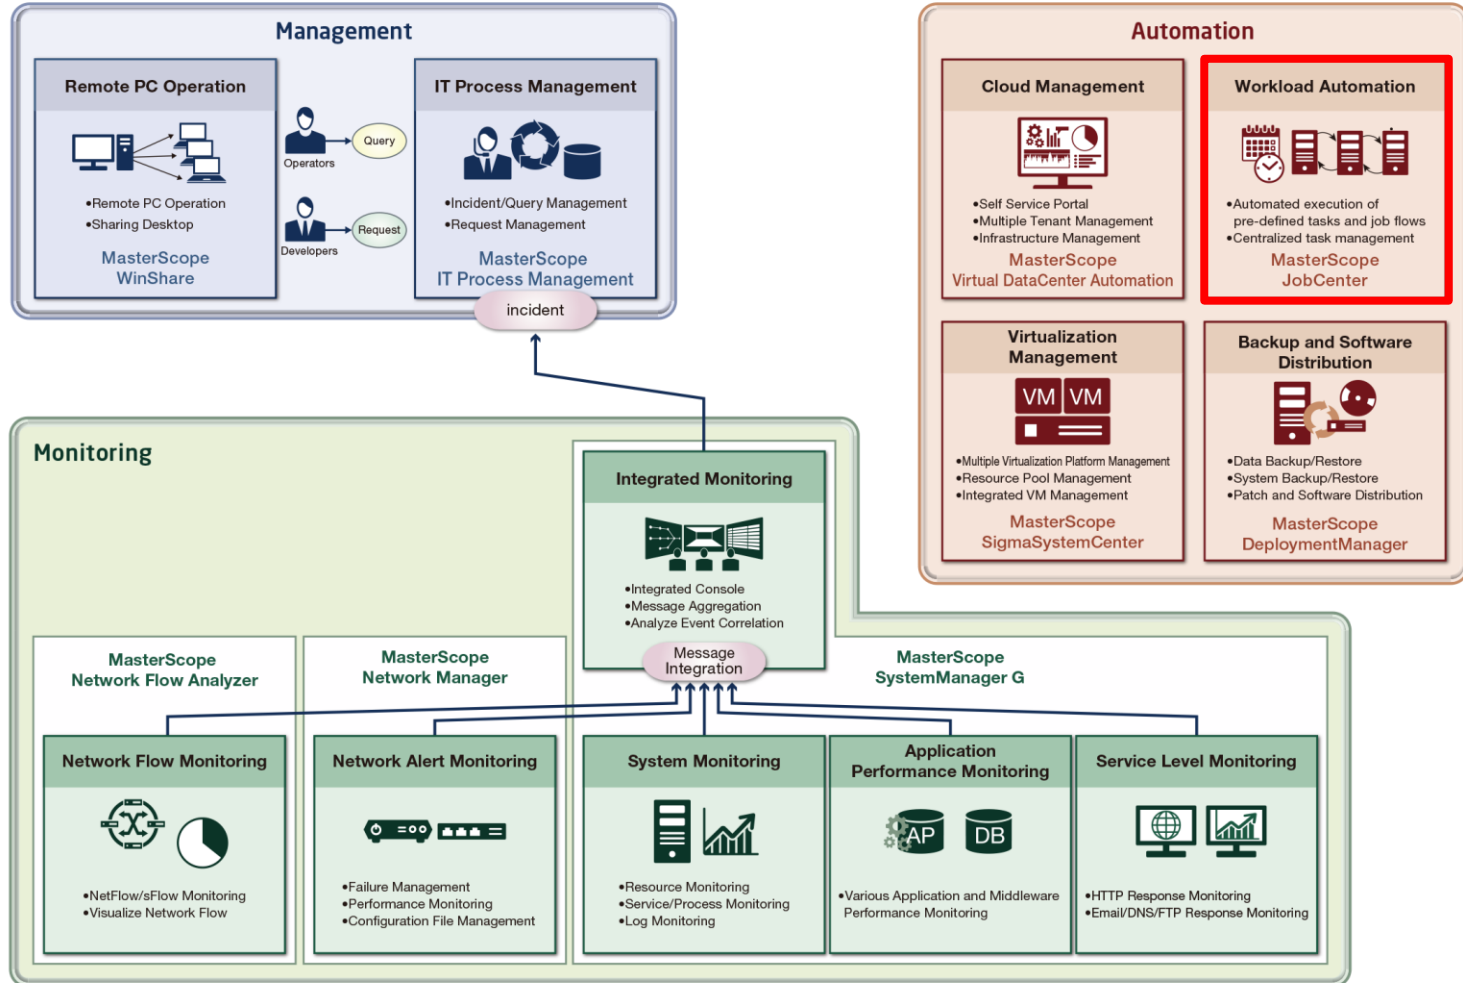 Management
Remote PC Operation
•Remote PC Operation
•Sharing Desktop
MasterScope
WinShare
Operators
Query
Developers
Request
IT Process Management
•Incident/Query Management
•Request Management
MasterScope
IT Process Management
incident
Automation
Cloud Management
•Self Service Portal
•Multiple Tenant Management
•Infrastructure Management
MasterScope
Virtual DataCenter Automation
Workload Automation
•Automated execution of
pre-defined tasks and job flows
•Centralized task management
MasterScope
JobCenter
Virtualization
Management
VM VM
•Multiple Virtualization Platform Management
•Resource Pool Management
•Integrated VM Management
MasterScope
SigmaSystemCenter
Backup and Software
Distribution
•Data Backup/Restore
•System Backup/Restore
•Patch and Software Distribution
MasterScope
DeploymentManager
Monitoring
Integrated Monitoring
•Integrated Console
•Message Aggregation
•Analyze Event Correlation
Message
Integration
MasterScope
Network Flow Analyzer
MasterScope
Network Manager
MasterScope
SystemManager G
Network Flow Monitoring
•NetFlow/sFlow Monitoring
•Visualize Network Flow
Network Alert Monitoring
•Failure Management
•Performance Monitoring
•Configuration File Management
System Monitoring
•Resource Monitoring
•Service/Process Monitoring
•Log Monitoring
Application
Performance Monitoring
AP DB
•Various Application and Middleware
Performance Monitoring
Service Level Monitoring
•HTTP Response Monitoring
•Email/DNS/FTP Response Monitoring